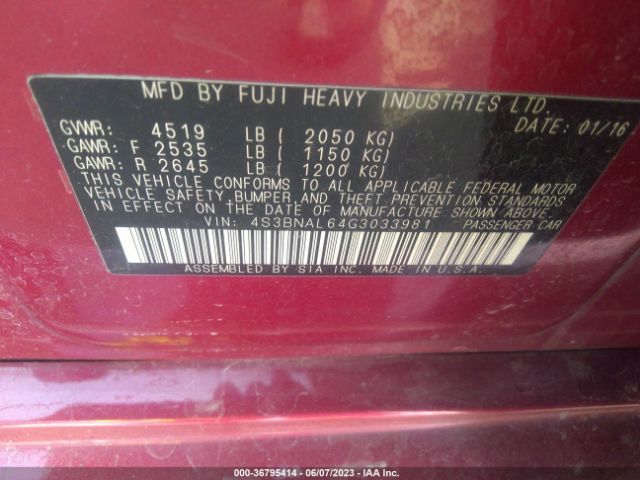 MFD BY FUJI HEAVY INDUSTRIES LTD.
DATE: 01/16
GVWR: 4519 LB ( 2050 KG)
GAWR: F 2535 LB ( 1150 KG)
GAWR: R 2645 LB ( 1200 KG)
THIS VEHICLE CONFORMS TO ALL APPLICABLE FEDERAL MOTOR
VEHICLE SAFETY, BUMPER, AND THEFT PREVENTION STANDARDS
IN EFFECT ON THE DATE OF MANUFACTURE SHOWN ABOVE.
VIN: 4S3BNAL64G3033981 PASSENGER CAR
ASSEMBLED BY SIA INC. MADE IN U.S.A.
000-36795414 - 06/07/2023 - IAA Inc.